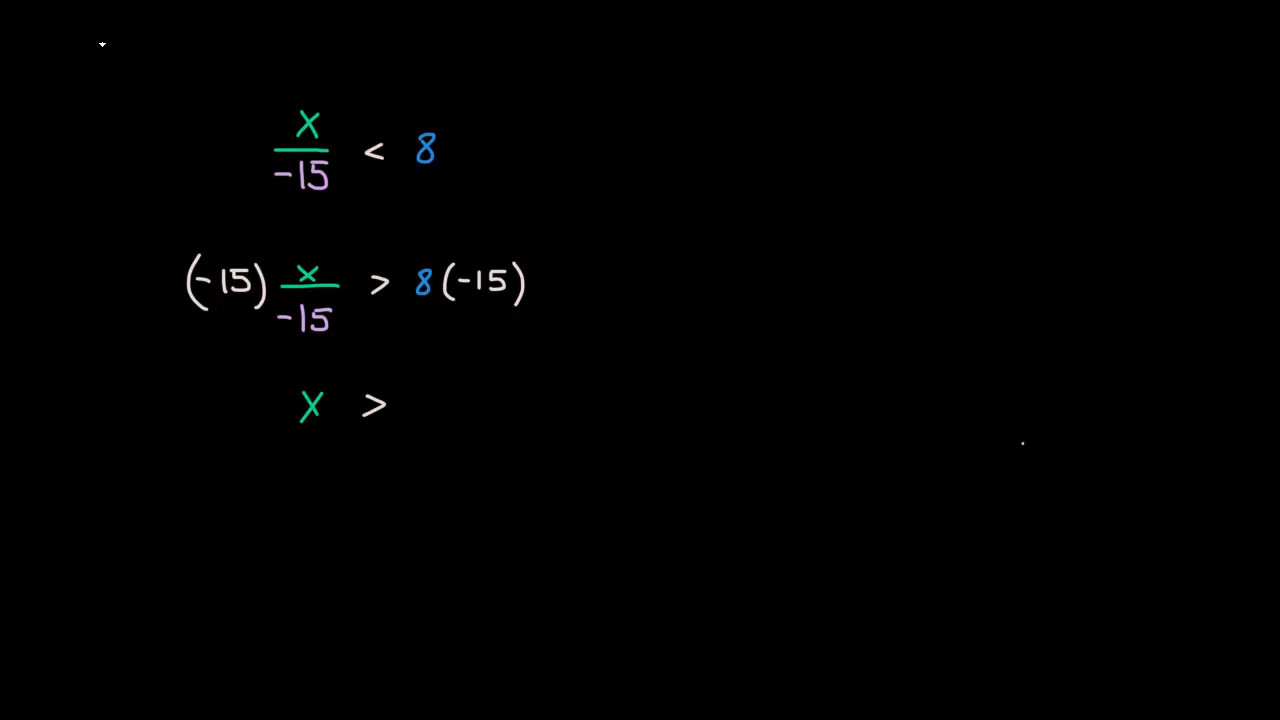 x/-15 < 8
(-15) x/-15 > 8(-15)
x >